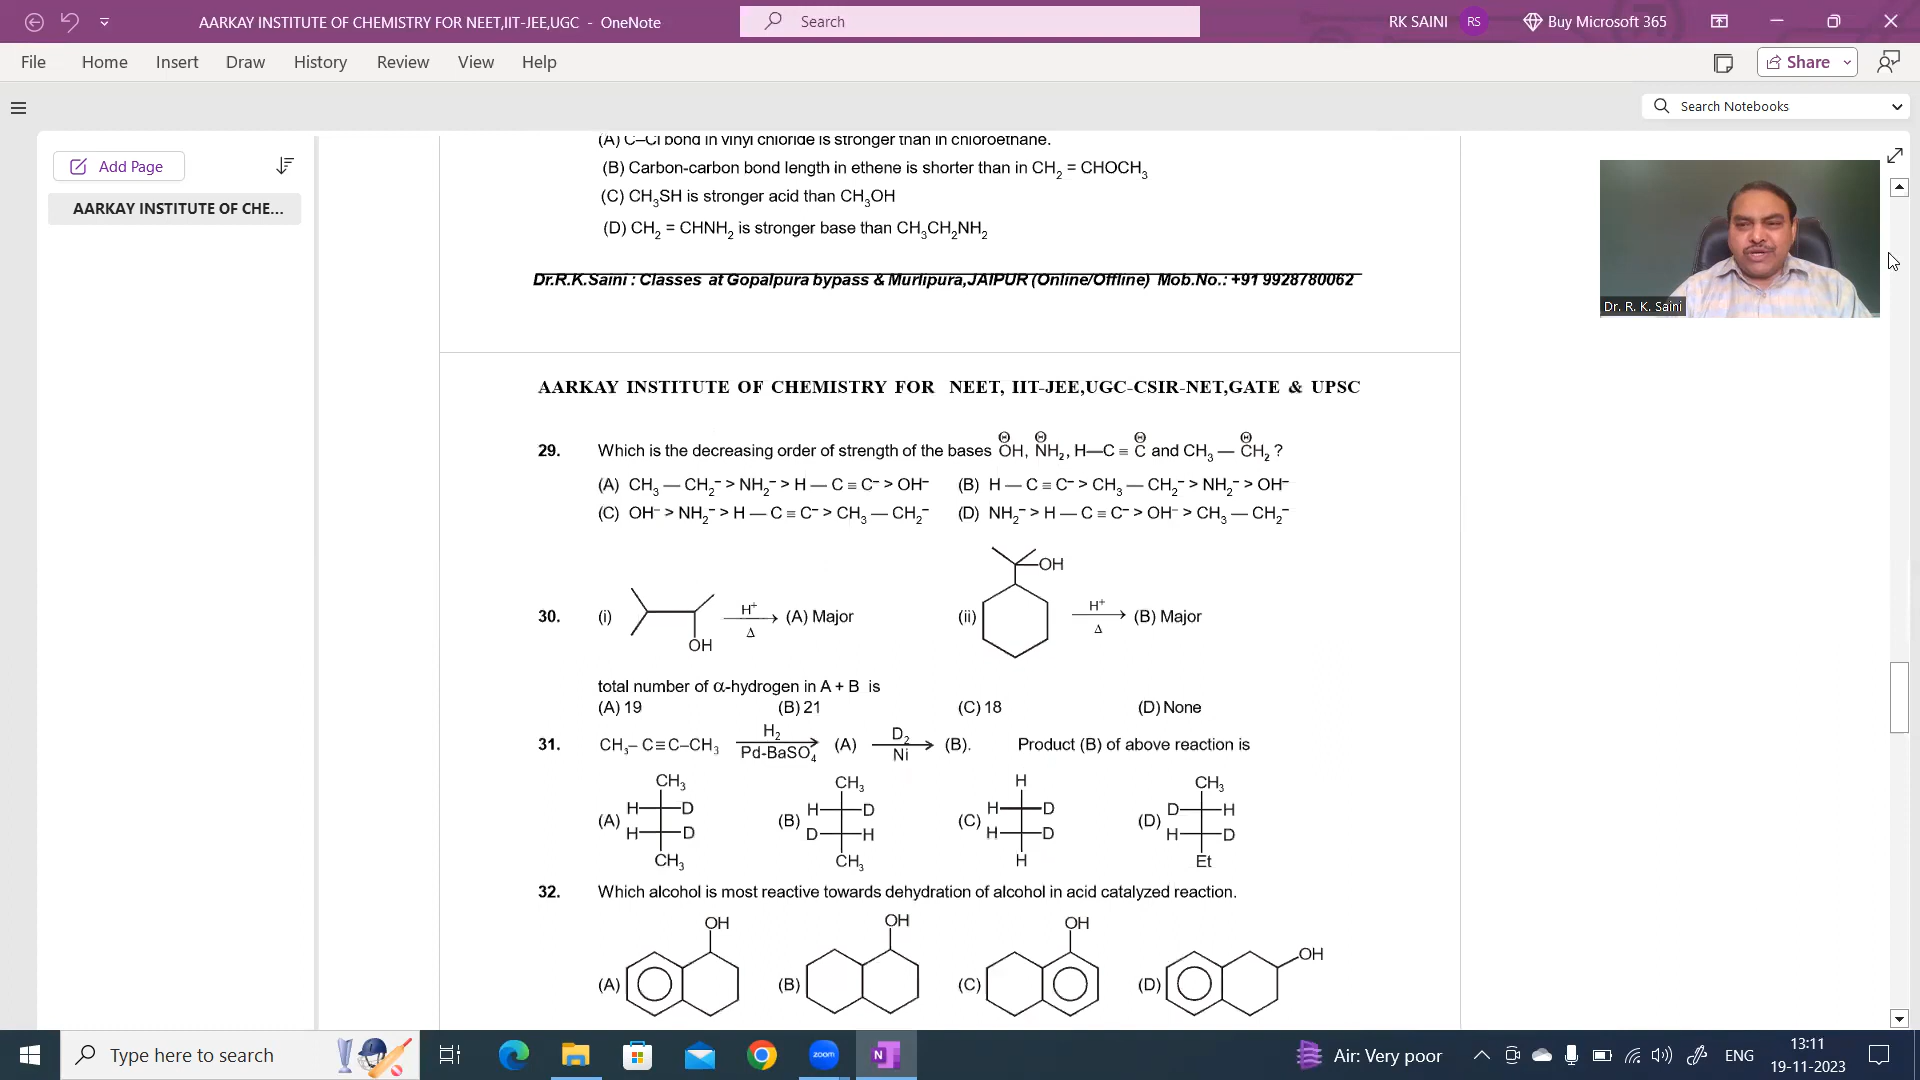 AARKAY INSTITUTE OF CHEMISTRY FOR NEET,IIT-JEE,UGC - OneNote
Search
RK SAINI RS Buy Microsoft 365
File Home Insert Draw History Review View Help
Share
Search Notebooks
Add Page
AARKAY INSTITUTE OF CHE...
(A) C–Cl bond in vinyl chloride is stronger than in chloroethane.
(B) Carbon-carbon bond length in ethene is shorter than in CH₂ = CHOCH₃
(C) CH₃SH is stronger acid than CH₃OH
(D) CH₂ = CHNH₂ is stronger base than CH₃CH₂NH₂
Dr. R. K. Saini
Dr.R.K.Saini : Classes at Gopalpura bypass & Murlipura,JAIPUR (Online/Offline) Mob.No.: +91 9928780062
AARKAY INSTITUTE OF CHEMISTRY FOR NEET, IIT-JEE,UGC-CSIR-NET,GATE & UPSC
29. Which is the decreasing order of strength of the bases OH⊖, NH₂⊖, H—C ≡ C⊖ and CH₃ — CH₂⊖ ?
(A) CH₃ — CH₂⁻ > NH₂⁻ > H — C ≡ C⁻ > OH⁻ (B) H — C ≡ C⁻ > CH₃ — CH₂⁻ > NH₂⁻ > OH⁻
(C) OH⁻ > NH₂⁻ > H — C ≡ C⁻ > CH₃ — CH₂⁻ (D) NH₂⁻ > H — C ≡ C⁻ > OH⁻ > CH₃ — CH₂⁻
OH
30. (i) H⁺ Δ (A) Major (ii) H⁺ Δ (B) Major
OH
total number of α-hydrogen in A + B is
(A) 19 (B) 21 (C) 18 (D) None
31. CH₃– C≡C–CH₃ H₂ Pd-BaSO₄ (A) D₂ Ni (B). Product (B) of above reaction is
CH₃ CH₃ H CH₃
H D H D H D D H
(A) (B) (C) (D)
H D D H H D H D
CH₃ CH₃ H Et
32. Which alcohol is most reactive towards dehydration of alcohol in acid catalyzed reaction.
OH OH OH OH
(A) (B) (C) (D)
Type here to search
zoom
N
Air: Very poor
ENG
13:11
19-11-2023